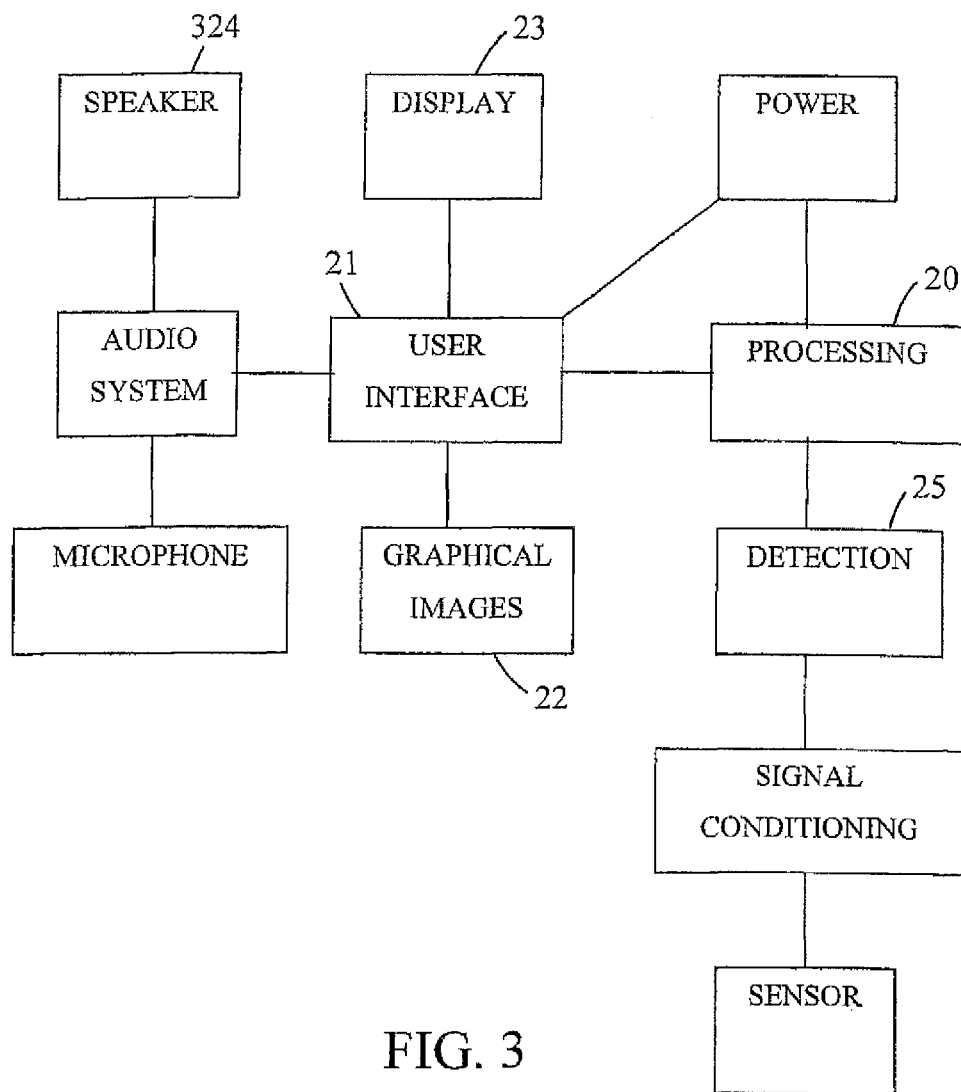 324
23
SPEAKER
DISPLAY
POWER
21
20
AUDIO
SYSTEM
USER
INTERFACE
PROCESSING
25
MICROPHONE
GRAPHICAL
IMAGES
DETECTION
22
SIGNAL
CONDITIONING
SENSOR
FIG. 3